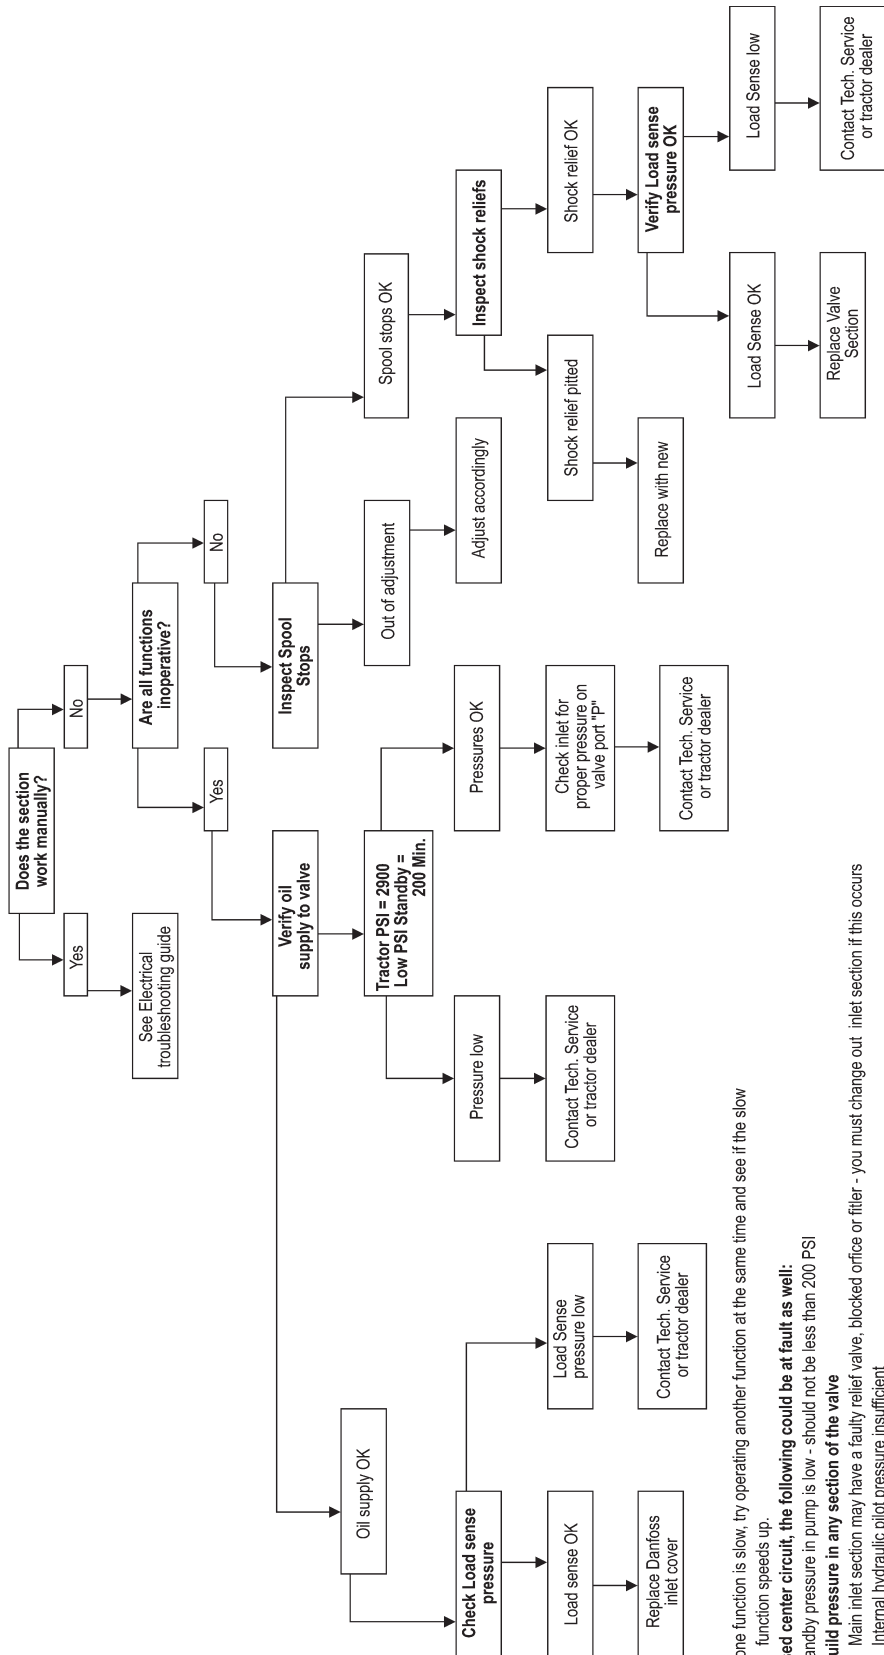 Does the section
work manually?
Yes
No
See Electrical
troubleshooting guide
Are all functions
inoperative?
Yes
No
Verify oil
supply to valve
Inspect Spool
Stops
Oil supply OK
Tractor PSI = 2900
Low PSI Standby =
200 Min.
Out of adjustment
Spool stops OK
Check Load sense
pressure
Pressure low
Pressures OK
Adjust accordingly
Inspect shock reliefs
Load sense OK
Load Sense
pressure low
Contact Tech. Service
or tractor dealer
Check inlet for
proper pressure on
valve port "P"
Shock relief pitted
Shock relief OK
Replace Danfoss
inlet cover
Contact Tech. Service
or tractor dealer
Contact Tech. Service
or tractor dealer
Replace with new
Verify Load sense
pressure OK
Load Sense OK
Load Sense low
Replace Valve
Section
Contact Tech. Service
or tractor dealer
one function is slow, try operating another function at the same time and see if the slow
function speeds up.
sed center circuit, the following could be at fault as well:
andby pressure in pump is low - should not be less than 200 PSI
uild pressure in any section of the valve
Main inlet section may have a faulty relief valve, blocked orfice or fitler - you must change out inlet section if this occurs
Internal hydraulic pilot pressure insufficient